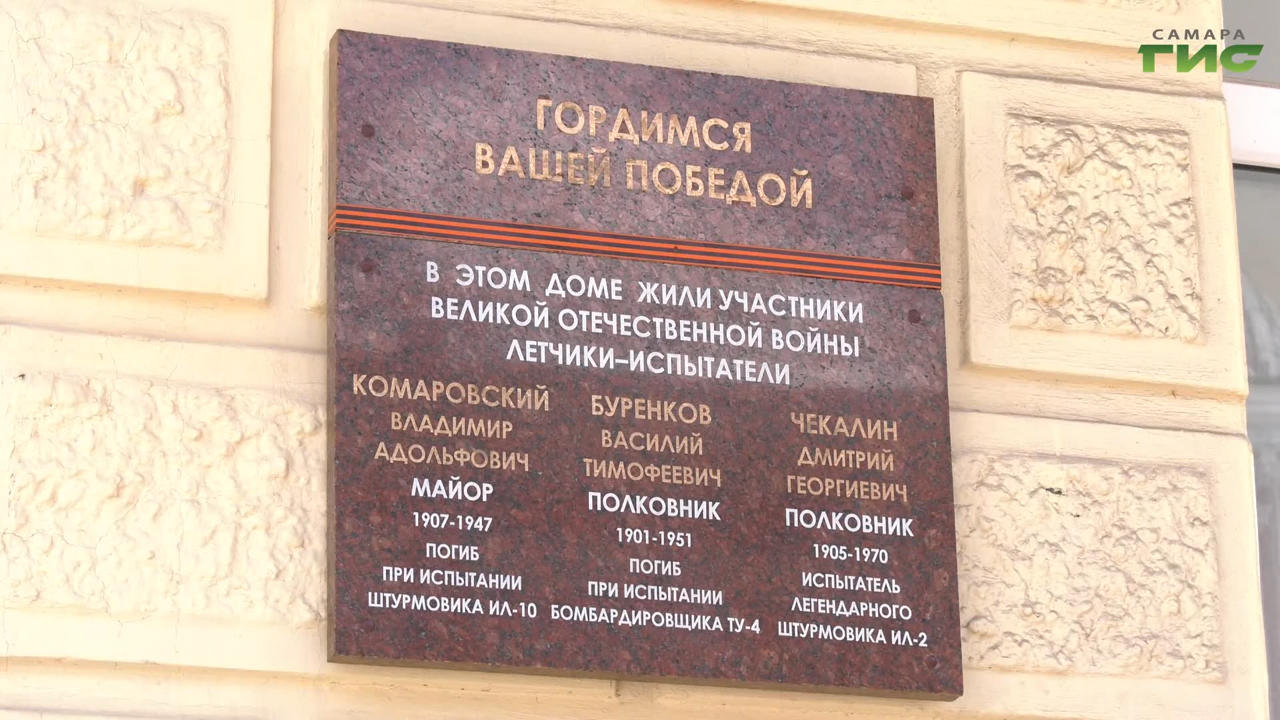 САМАРА
ГИС
ГОРДИМСЯ
ВАШЕЙ ПОБЕДОЙ
В ЭТОМ ДОМЕ ЖИЛИ УЧАСТНИКИ
ВЕЛИКОЙ ОТЕЧЕСТВЕННОЙ ВОЙНЫ
ЛЕТЧИКИ–ИСПЫТАТЕЛИ
КОМАРОВСКИЙ
ВЛАДИМИР
АДОЛЬФОВИЧ
МАЙОР
1907-1947
ПОГИБ
ПРИ ИСПЫТАНИИ
ШТУРМОВИКА ИЛ-10
БУРЕНКОВ
ВАСИЛИЙ
ТИМОФЕЕВИЧ
ПОЛКОВНИК
1901-1951
ПОГИБ
ПРИ ИСПЫТАНИИ
БОМБАРДИРОВЩИКА ТУ-4
ЧЕКАЛИН
ДМИТРИЙ
ГЕОРГИЕВИЧ
ПОЛКОВНИК
1905-1970
ИСПЫТАТЕЛЬ
ЛЕГЕНДАРНОГО
ШТУРМОВИКА ИЛ-2